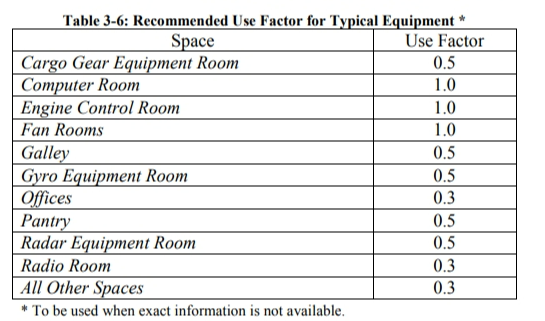 Table 3-6: Recommended Use Factor for Typical Equipment *
Space Use Factor
Cargo Gear Equipment Room 0.5
Computer Room 1.0
Engine Control Room 1.0
Fan Rooms 1.0
Galley 0.5
Gyro Equipment Room 0.5
Offices 0.3
Pantry 0.5
Radar Equipment Room 0.5
Radio Room 0.3
All Other Spaces 0.3
* To be used when exact information is not available.